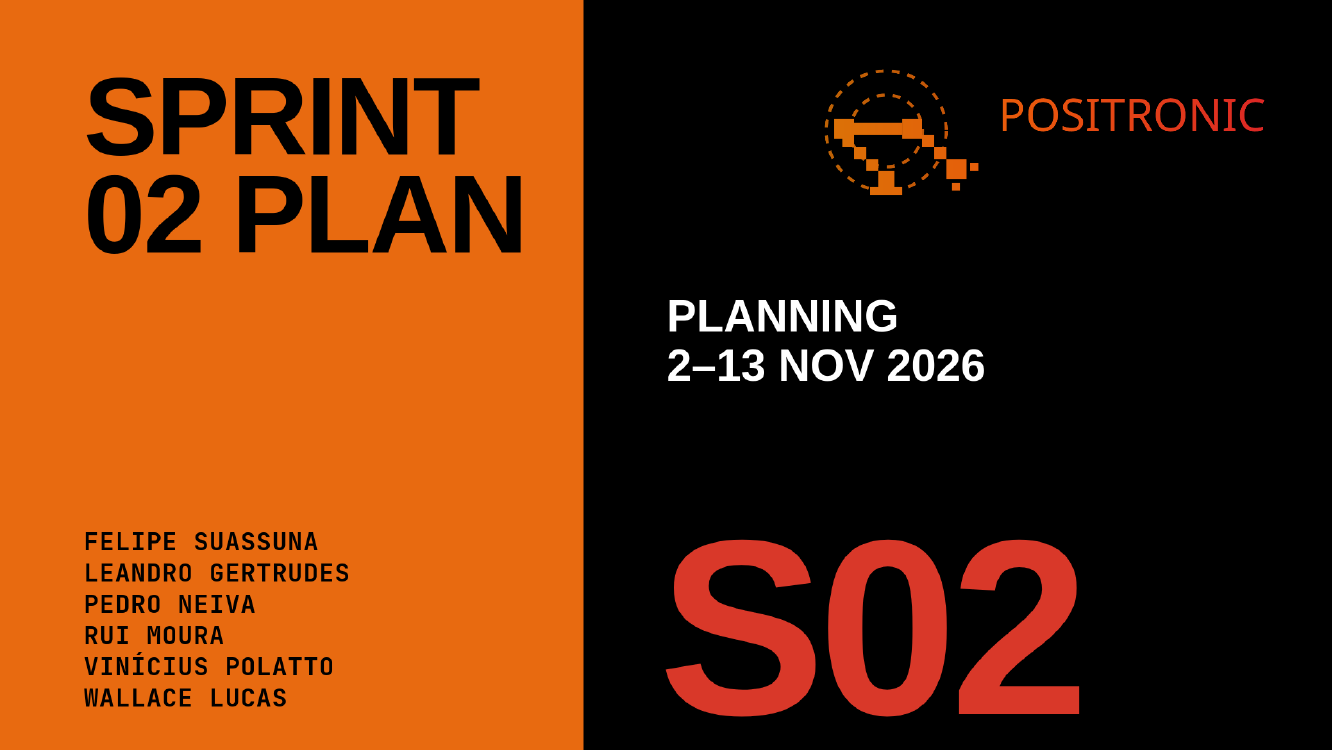 SPRINT
02 PLAN
FELIPE SUASSUNA
LEANDRO GERTRUDES
PEDRO NEIVA
RUI MOURA
VINÍCIUS POLATTO
WALLACE LUCAS
POSITRONIC
PLANNING
2–13 NOV 2026
S02